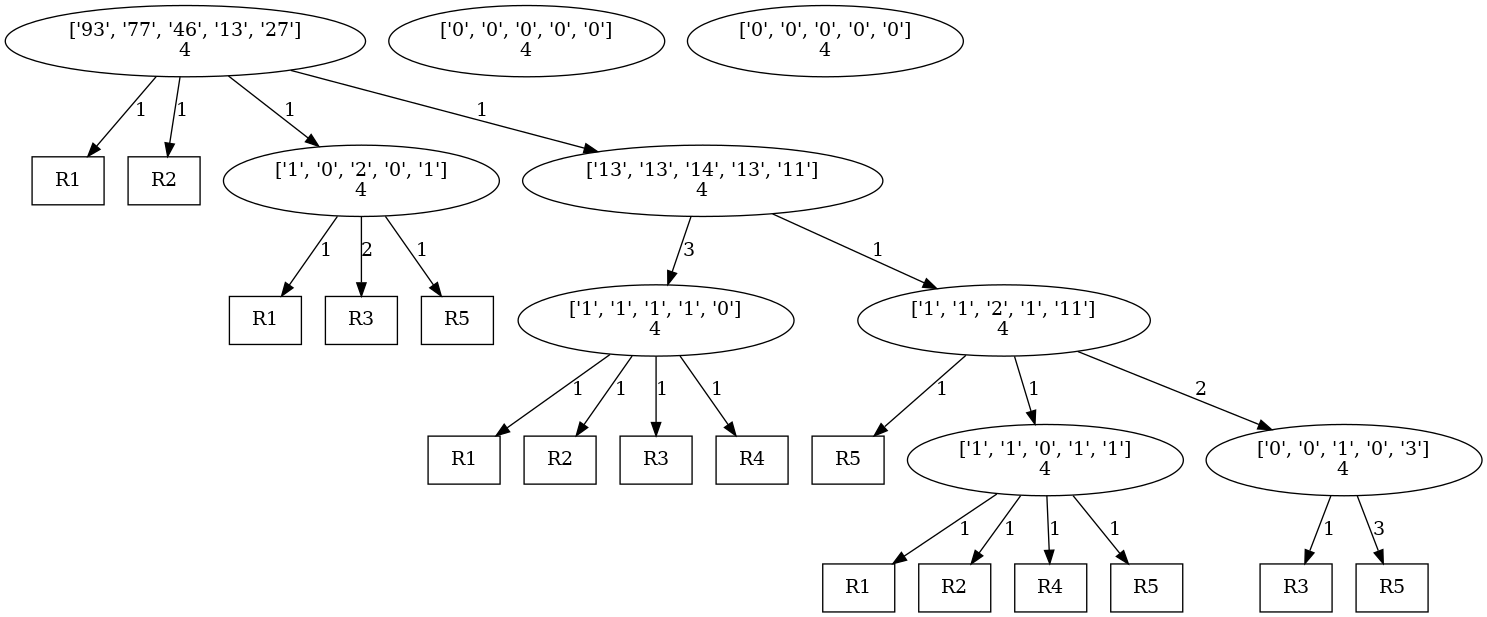 ['93', '77', '46', '13', '27']
4
['0', '0', '0', '0', '0']
4
['0', '0', '0', '0', '0']
4
1
1
1
1
R1
R2
['1', '0', '2', '0', '1']
4
['13', '13', '14', '13', '11']
4
1
2
1
3
1
R1
R3
R5
['1', '1', '1', '1', '0']
4
['1', '1', '2', '1', '11']
4
1
1
1
1
1
1
2
R1
R2
R3
R4
R5
['1', '1', '0', '1', '1']
4
['0', '0', '1', '0', '3']
4
1
1
1
1
1
3
R1
R2
R4
R5
R3
R5